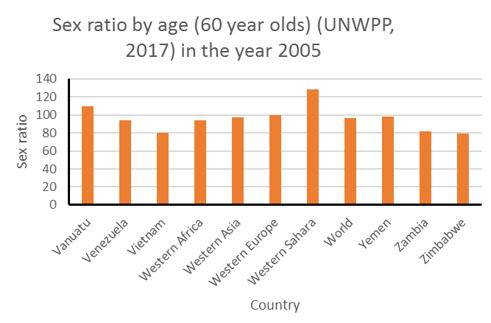 Sex ratio by age (60 year olds) (UNWPP,
2017) in the year 2005
140
120
100
80
60
40
20
0
Sex ratio
Vanuatu
Venezuela
Vietnam
Western Africa
Western Asia
Western Europe
Western Sahara
World
Yemen
Zambia
Zimbabwe
Country